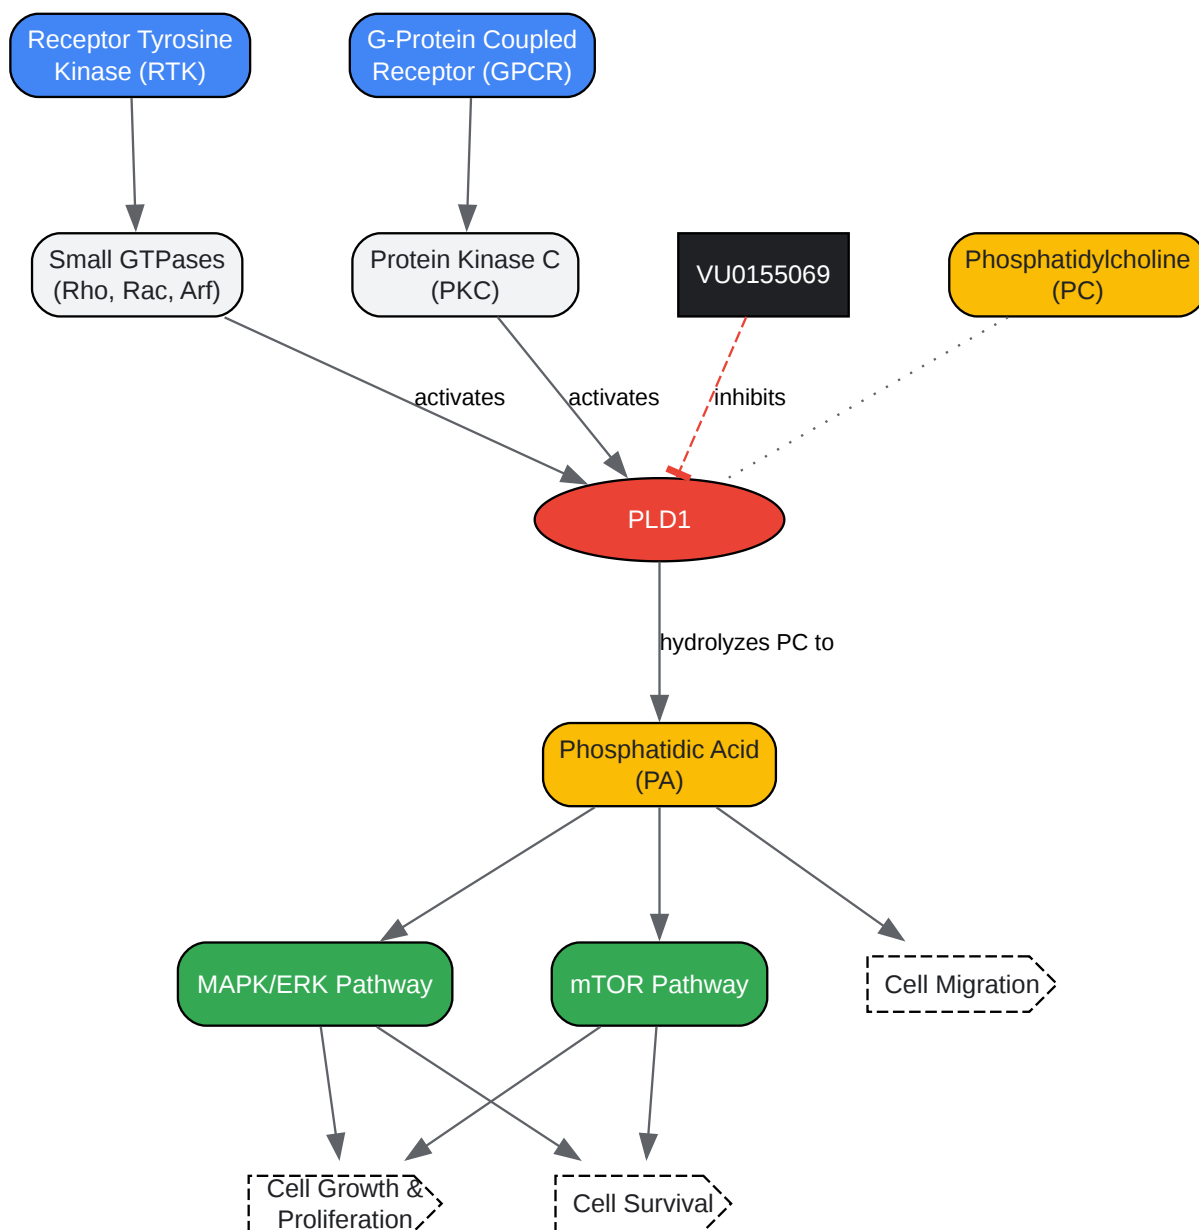 Receptor Tyrosine
Kinase (RTK)
G-Protein Coupled
Receptor (GPCR)
Small GTPases
(Rho, Rac, Arf)
Protein Kinase C
(PKC)
VU0155069
Phosphatidylcholine
(PC)
activates
activates
inhibits
PLD1
hydrolyzes PC to
Phosphatidic Acid
(PA)
MAPK/ERK Pathway
mTOR Pathway
Cell Migration
Cell Growth &
Proliferation
Cell Survival